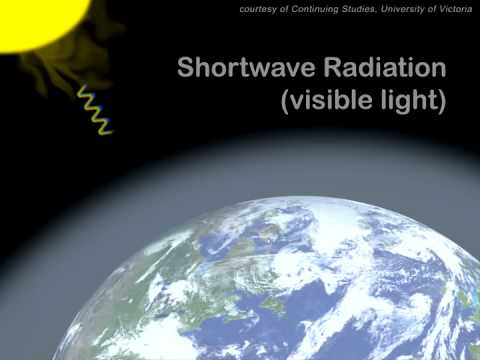 courtesy of Continuing Studies, University of Victoria
Shortwave Radiation
(visible light)